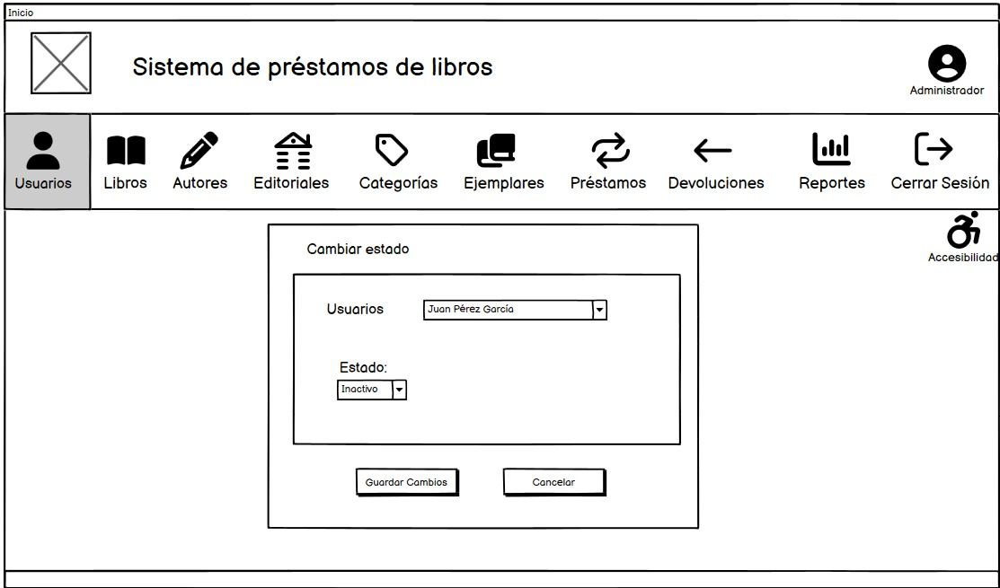 Inicio
Sistema de préstamos de libros
Administrador
Usuarios
Libros
Autores
Editoriales
Categorías
Ejemplares
Préstamos
Devoluciones
Reportes
Cerrar Sesión
Accesibilidad
Cambiar estado
Usuarios
Juan Pérez García
Estado:
Inactivo
Guardar Cambios
Cancelar